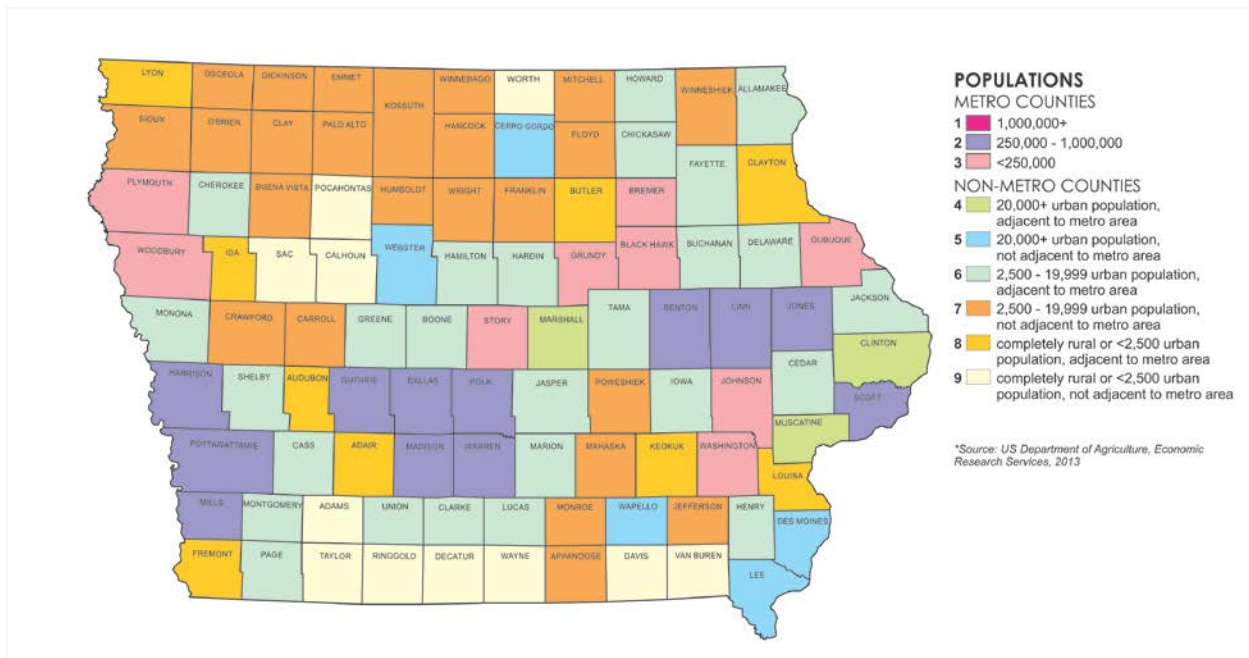 LYON
OSCEOLA
DICKINSON
EMMET
WINNEBAGO
WORTH
MITCHELL
HOWARD
WINNESHIEK
ALLAMAKEE
KOSSUTH
SIOUX
O'BRIEN
CLAY
PALO ALTO
HANCOCK
CERRO GORDO
FLOYD
CHICKASAW
FAYETTE
CLAYTON
PLYMOUTH
CHEROKEE
BUENA VISTA
POCAHONTAS
HUMBOLDT
WRIGHT
FRANKLIN
BUTLER
BREMER
WOODBURY
IDA
SAC
CALHOUN
WEBSTER
HAMILTON
HARDIN
GRUNDY
BLACK HAWK
BUCHANAN
DELAWARE
DUBUQUE
MONONA
CRAWFORD
CARROLL
GREENE
BOONE
STORY
MARSHALL
TAMA
BENTON
LINN
JONES
JACKSON
CLINTON
CEDAR
HARRISON
SHELBY
AUDUBON
GUTHRIE
DALLAS
POLK
JASPER
POWESHIEK
IOWA
JOHNSON
SCOTT
MUSCATINE
POTTAWATTAMIE
CASS
ADAIR
MADISON
WARREN
MARION
MAHASKA
KEOKUK
WASHINGTON
LOUISA
MILLS
MONTGOMERY
ADAMS
UNION
CLARKE
LUCAS
MONROE
WAPELLO
JEFFERSON
HENRY
DES MOINES
FREMONT
PAGE
TAYLOR
RINGGOLD
DECATUR
WAYNE
APPANOOSE
DAVIS
VAN BUREN
LEE
POPULATIONS
METRO COUNTIES
1 1,000,000+
2 250,000 - 1,000,000
3 <250,000
NON-METRO COUNTIES
4 20,000+ urban population,
adjacent to metro area
5 20,000+ urban population,
not adjacent to metro area
6 2,500 - 19,999 urban population,
adjacent to metro area
7 2,500 - 19,999 urban population,
not adjacent to metro area
8 completely rural or <2,500 urban
population, adjacent to metro area
9 completely rural or <2,500 urban
population, not adjacent to metro area
*Source: US Department of Agriculture, Economic
Research Services, 2013